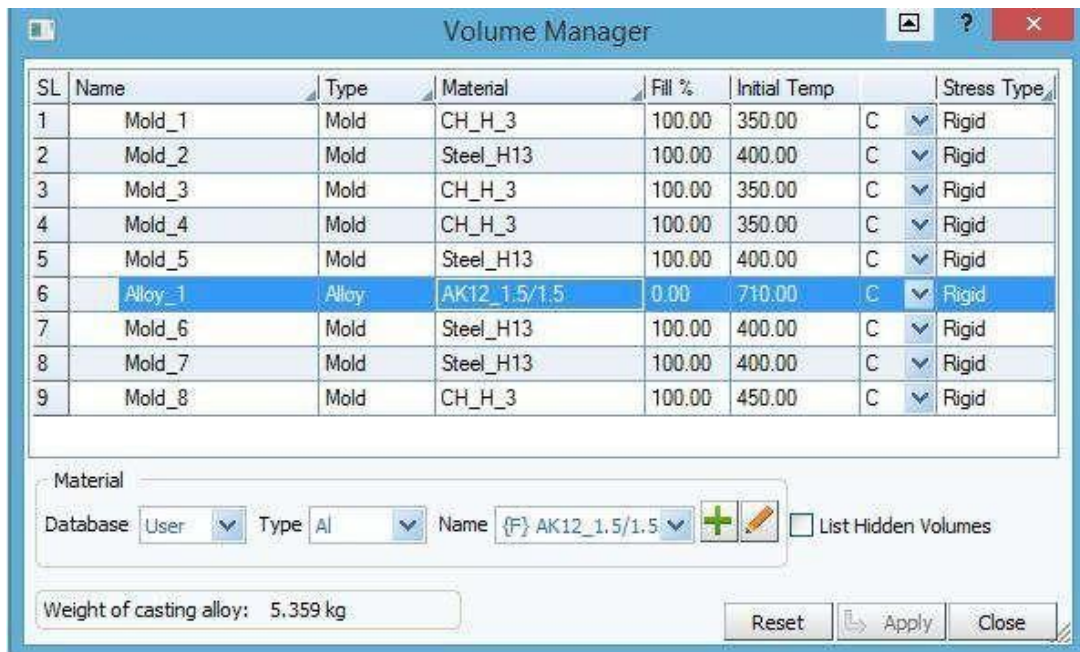 Volume Manager ?
SL Name Type Material Fill % Initial Temp Stress Type
1 Mold_1 Mold CH_H_3 100.00 350.00 C Rigid
2 Mold_2 Mold Steel_H13 100.00 400.00 C Rigid
3 Mold_3 Mold CH_H_3 100.00 350.00 C Rigid
4 Mold_4 Mold CH_H_3 100.00 350.00 C Rigid
5 Mold_5 Mold Steel_H13 100.00 400.00 C Rigid
6 Alloy_1 Alloy AK12_1.5/1.5 0.00 710.00 C Rigid
7 Mold_6 Mold Steel_H13 100.00 400.00 C Rigid
8 Mold_7 Mold Steel_H13 100.00 400.00 C Rigid
9 Mold_8 Mold CH_H_3 100.00 450.00 C Rigid
Material
Database User Type Al Name {F} AK12_1.5/1.5 List Hidden Volumes
Weight of casting alloy: 5.359 kg
Reset Apply Close